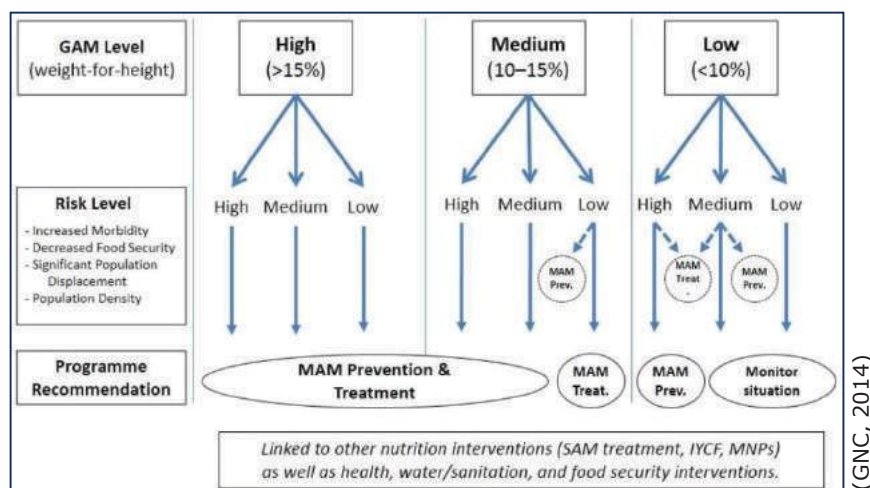 GAM Level
(weight-for-height)
High
(>15%)
Medium
(10–15%)
Low
(<10%)
Risk Level
- Increased Morbidity
- Decreased Food Security
- Significant Population
Displacement
- Population Density
High Medium Low
High Medium Low
High Medium Low
MAM
Prev.
MAM
Treat
.
MAM
Prev.
Programme
Recommendation
MAM Prevention &
Treatment
MAM
Treat.
MAM
Prev.
Monitor
situation
Linked to other nutrition interventions (SAM treatment, IYCF, MNPs)
as well as health, water/sanitation, and food security interventions.
(GNC, 2014)